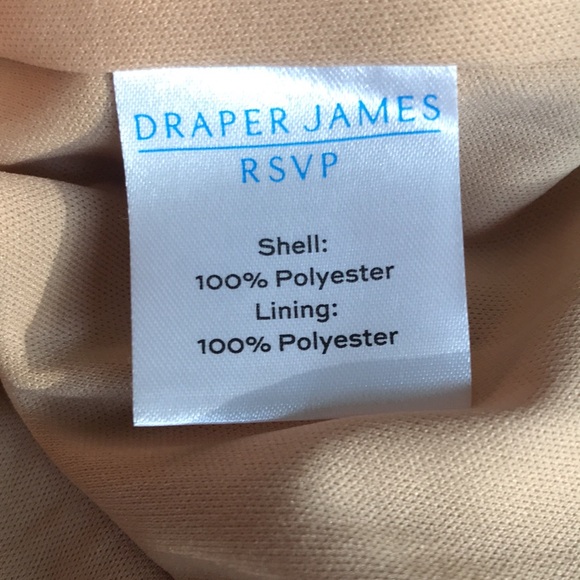 DRAPER JAMES
RSVP
Shell:
100% Polyester
Lining:
100% Polyester